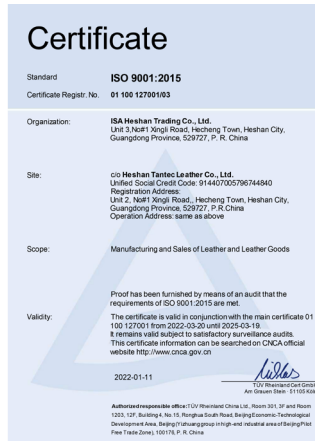 Certificate
Standard ISO 9001:2015
Certificate Registr. No. 01 100 127001/03
Organization: ISA Heshan Trading Co., Ltd.
Unit 3,No#1 Xingli Road, Hecheng Town, Heshan City,
Guangdong Province, 529727, P. R. China
Site: c/o Heshan Tantec Leather Co., Ltd.
Unified Social Credit Code: 914407005796744840
Registration Address:
Unit 2, No#1 Xingli Road,, Hecheng Town, Heshan City,
Guangdong Province, 529727, P.R.China
Operation Address: same as above
Scope: Manufacturing and Sales of Leather and Leather Goods
Proof has been furnished by means of an audit that the
requirements of ISO 9001:2015 are met.
Validity: The certificate is valid in conjunction with the main certificate 01
100 127001 from 2022-03-20 until 2025-03-19.
It remains valid subject to satisfactory surveillance audits.
This certificate information can be searched on CNCA official
website http://www.cnca.gov.cn
2022-01-11
TÜV Rheinland Cert GmbH
Am Grauen Stein · 51105 Köln
Authorized responsible office: TÜV Rheinland China Ltd., Room 301, 3F and Room
1203, 12F, Building 4, No. 15, Ronghua South Road, Beijing Economic-Technological
Development Area, Beijing (Yizhuang group in high-end industrial area of Beijing Pilot
Free Trade Zone), 100176, P. R. China